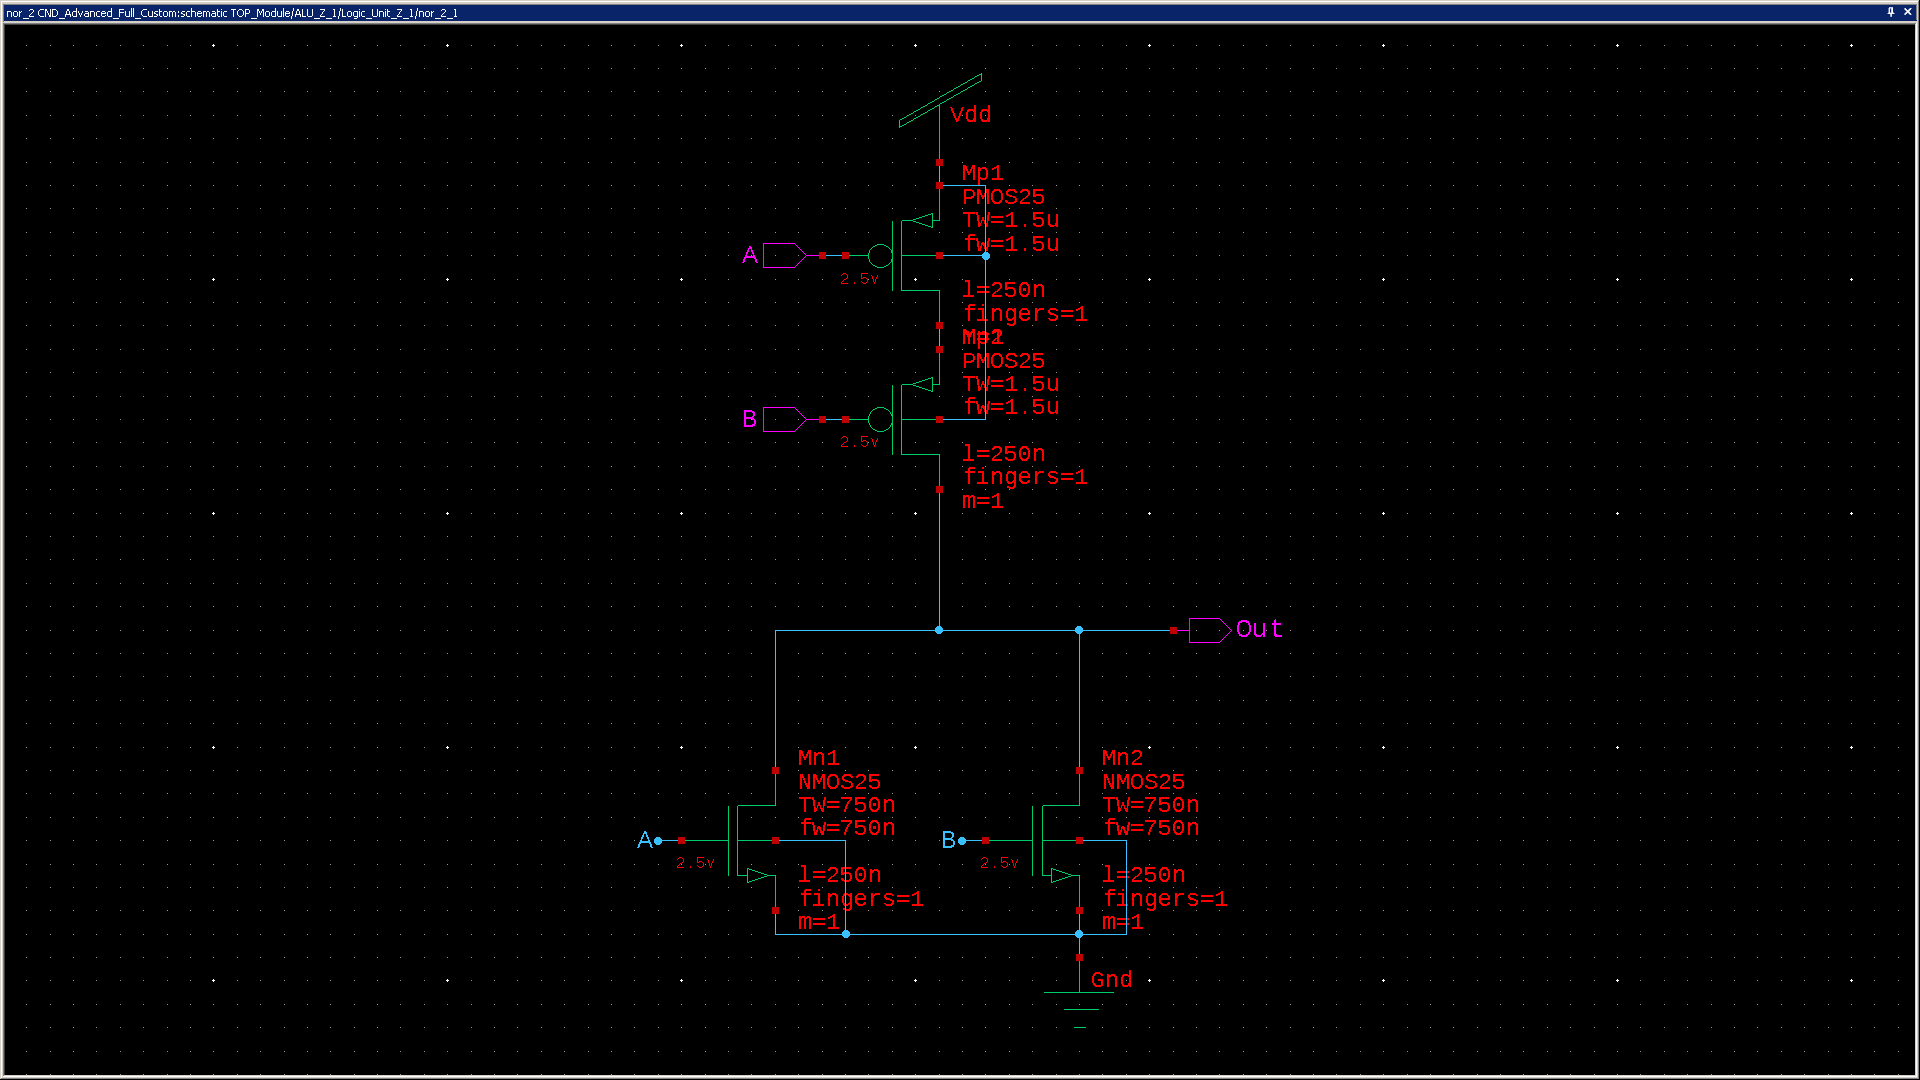 nor_2 CND_Advanced_Full_Custom:schematic TOP_Module/ALU_Z_1/Logic_Unit_Z_1/nor_2_1
Vdd
Mp1
PMOS25
TW=1.5u
fw=1.5u
A
2.5v
l=250n
fingers=1
Mp2
PMOS25
TW=1.5u
fw=1.5u
B
2.5v
l=250n
fingers=1
m=1
Out
Mn1
NMOS25
TW=750n
fw=750n
A
2.5v
l=250n
fingers=1
m=1
Mn2
NMOS25
TW=750n
fw=750n
B
2.5v
l=250n
fingers=1
m=1
Gnd